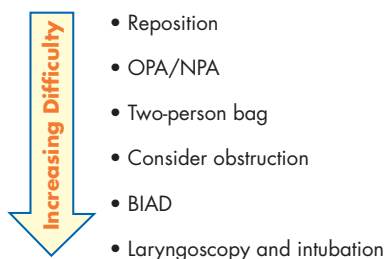 Increasing Difficulty
• Reposition
• OPA/NPA
• Two-person bag
• Consider obstruction
• BIAD
• Laryngoscopy and intubation